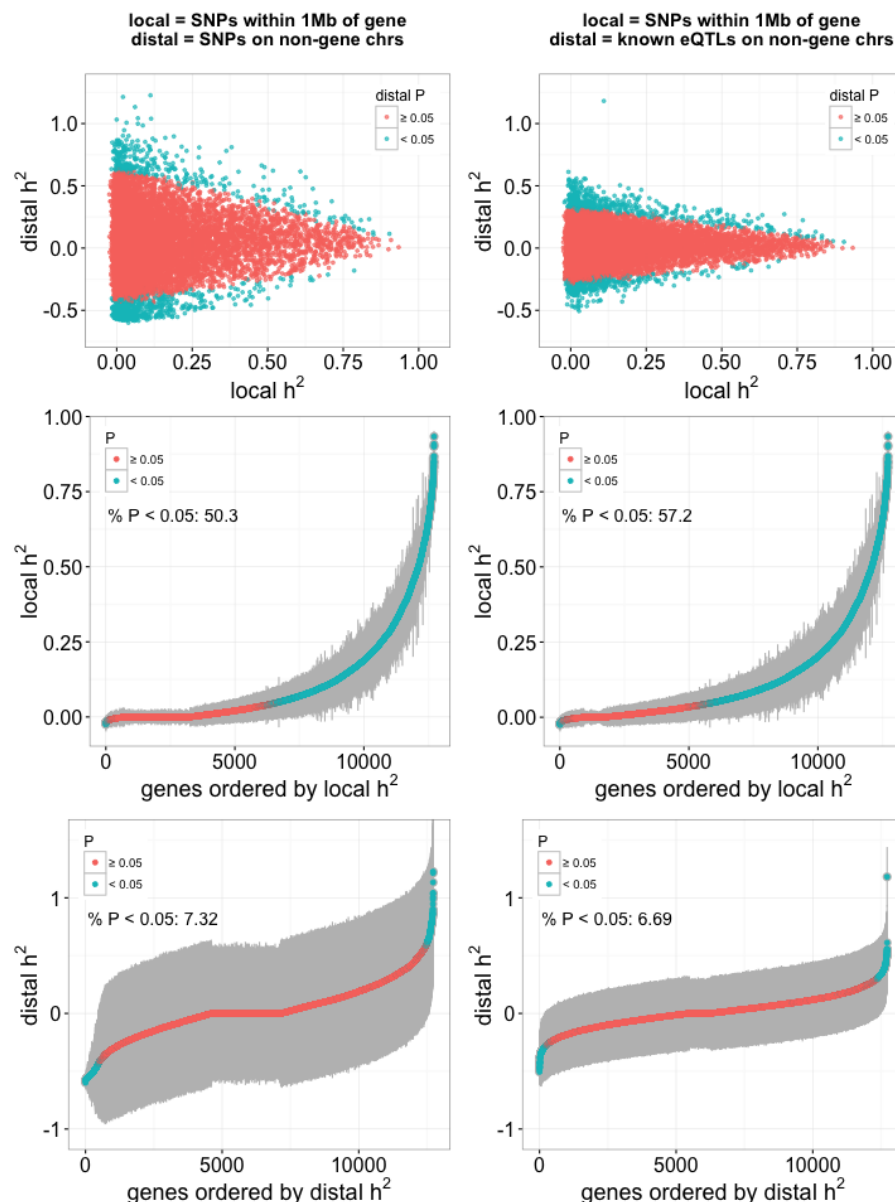 local = SNPs within 1Mb of gene
distal = SNPs on non-gene chrs
local = SNPs within 1Mb of gene
distal = known eQTLs on non-gene chrs
distal P
≥ 0.05
< 0.05
1.0
0.5
0.0
-0.5
distal h²
0.00 0.25 0.50 0.75 1.00
local h²
distal P
≥ 0.05
< 0.05
1.0
0.5
0.0
-0.5
distal h²
0.00 0.25 0.50 0.75 1.00
local h²
P
≥ 0.05
< 0.05
% P < 0.05: 50.3
1.00
0.75
0.50
0.25
0.00
local h²
0 5000 10000
genes ordered by local h²
P
≥ 0.05
< 0.05
% P < 0.05: 57.2
1.00
0.75
0.50
0.25
0.00
local h²
0 5000 10000
genes ordered by local h²
P
≥ 0.05
< 0.05
% P < 0.05: 7.32
1
0
-1
distal h²
0 5000 10000
genes ordered by distal h²
P
≥ 0.05
< 0.05
% P < 0.05: 6.69
1
0
-1
distal h²
0 5000 10000
genes ordered by distal h²